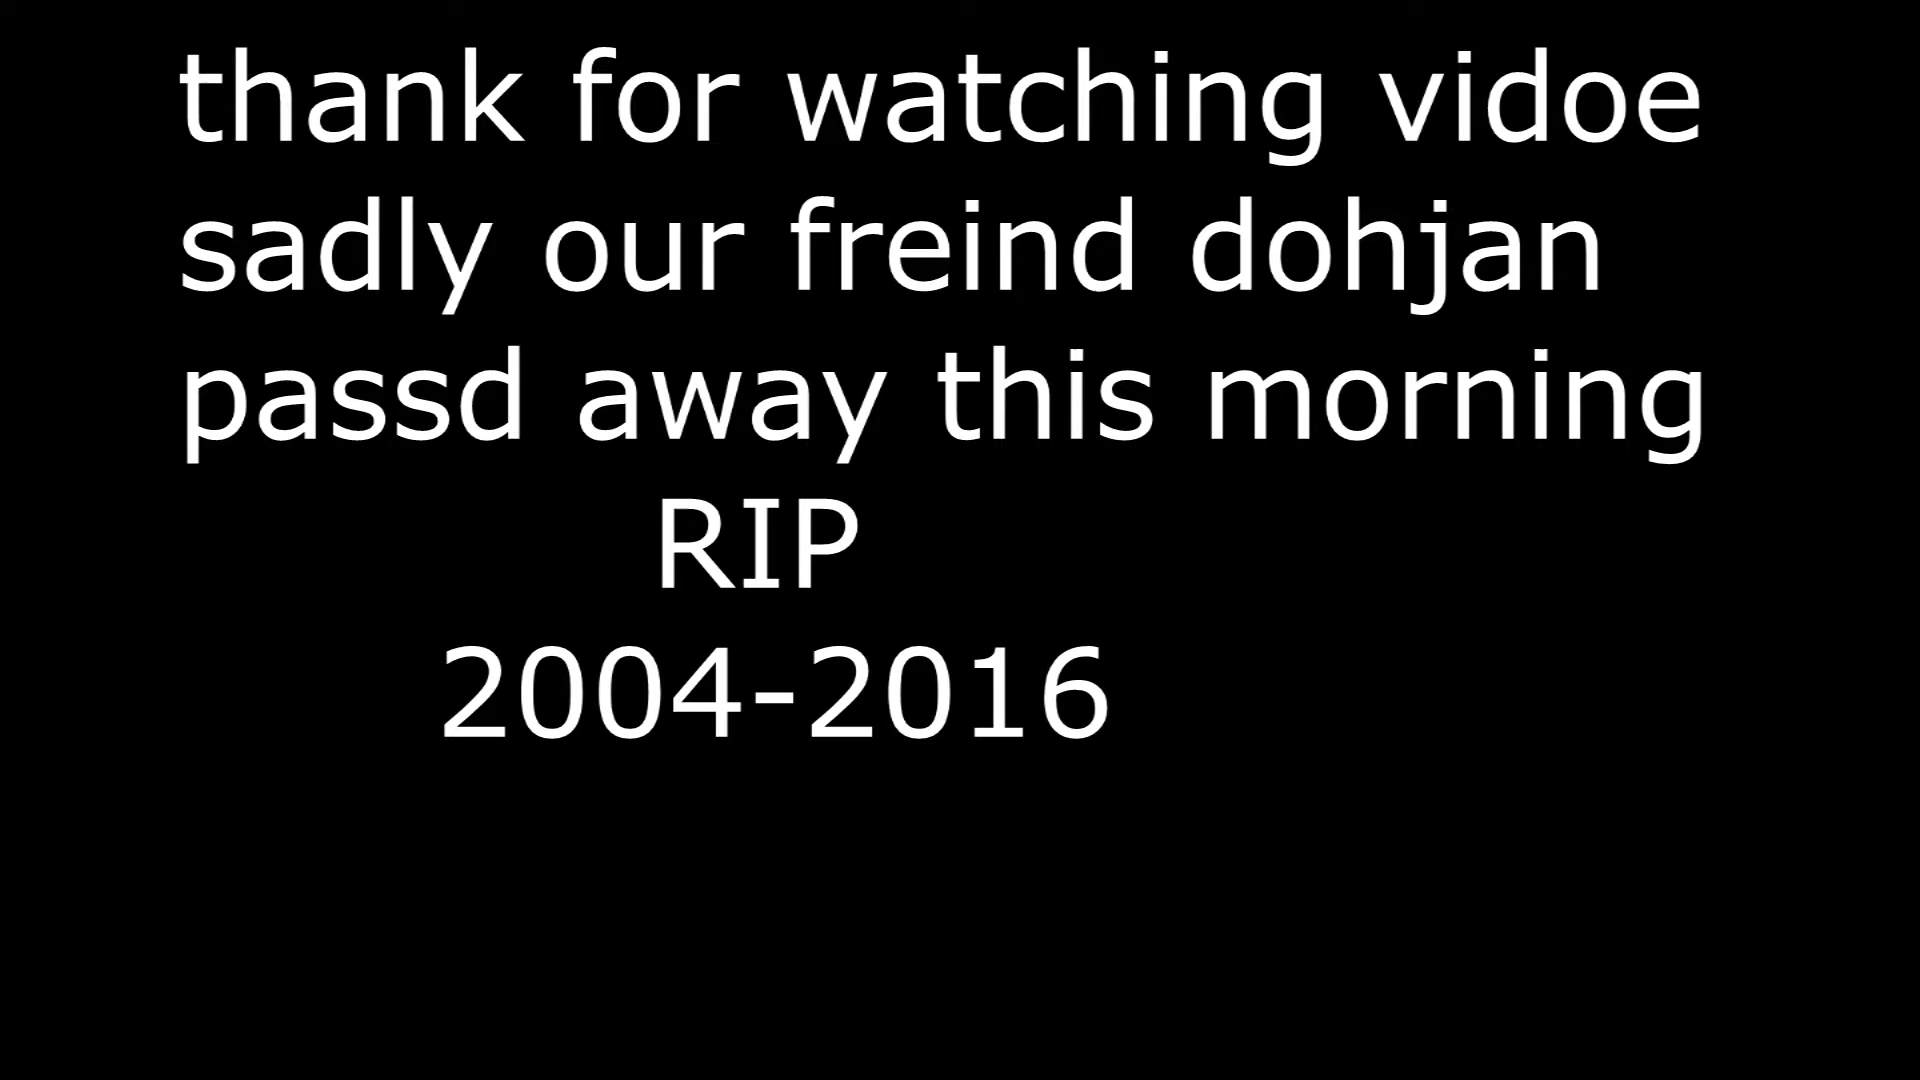 thank for watching vidoe
sadly our freind dohjan
passd away this morning
RIP
2004-2016